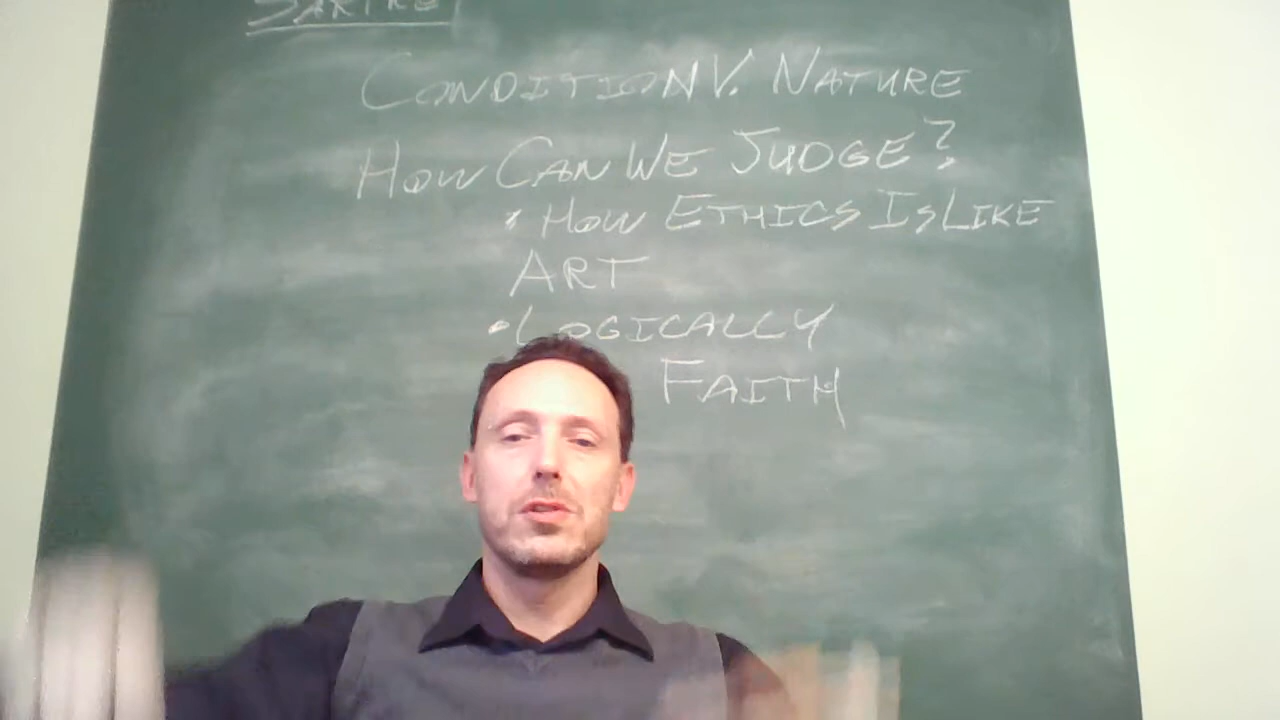 SARTRE
CONDITION V. NATURE
HOW CAN WE JUDGE?
• HOW ETHICS IS LIKE
ART
• LOGICALLY
FAITH